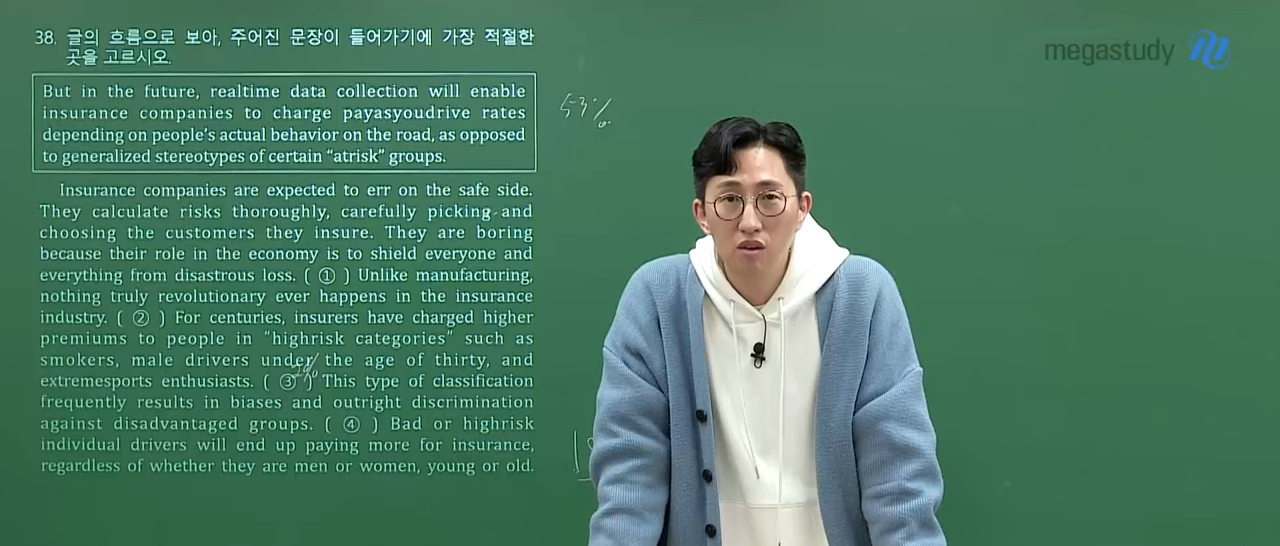 38. 글의 흐름으로 보아, 주어진 문장이 들어가기에 가장 적절한
곳을 고르시오.
But in the future, realtime data collection will enable
insurance companies to charge payasyoudrive rates
depending on people's actual behavior on the road, as opposed
to generalized stereotypes of certain “atrisk” groups.
Insurance companies are expected to err on the safe side.
They calculate risks thoroughly, carefully picking and
choosing the customers they insure. They are boring
because their role in the economy is to shield everyone and
everything from disastrous loss. ( ① ) Unlike manufacturing,
nothing truly revolutionary ever happens in the insurance
industry. ( ② ) For centuries, insurers have charged higher
premiums to people in “highrisk categories” such as
smokers, male drivers under the age of thirty, and
extremesports enthusiasts. ( ③ ) This type of classification
frequently results in biases and outright discrimination
against disadvantaged groups. ( ④ ) Bad or highrisk
individual drivers will end up paying more for insurance,
regardless of whether they are men or women, young or old.
53%
megastudy